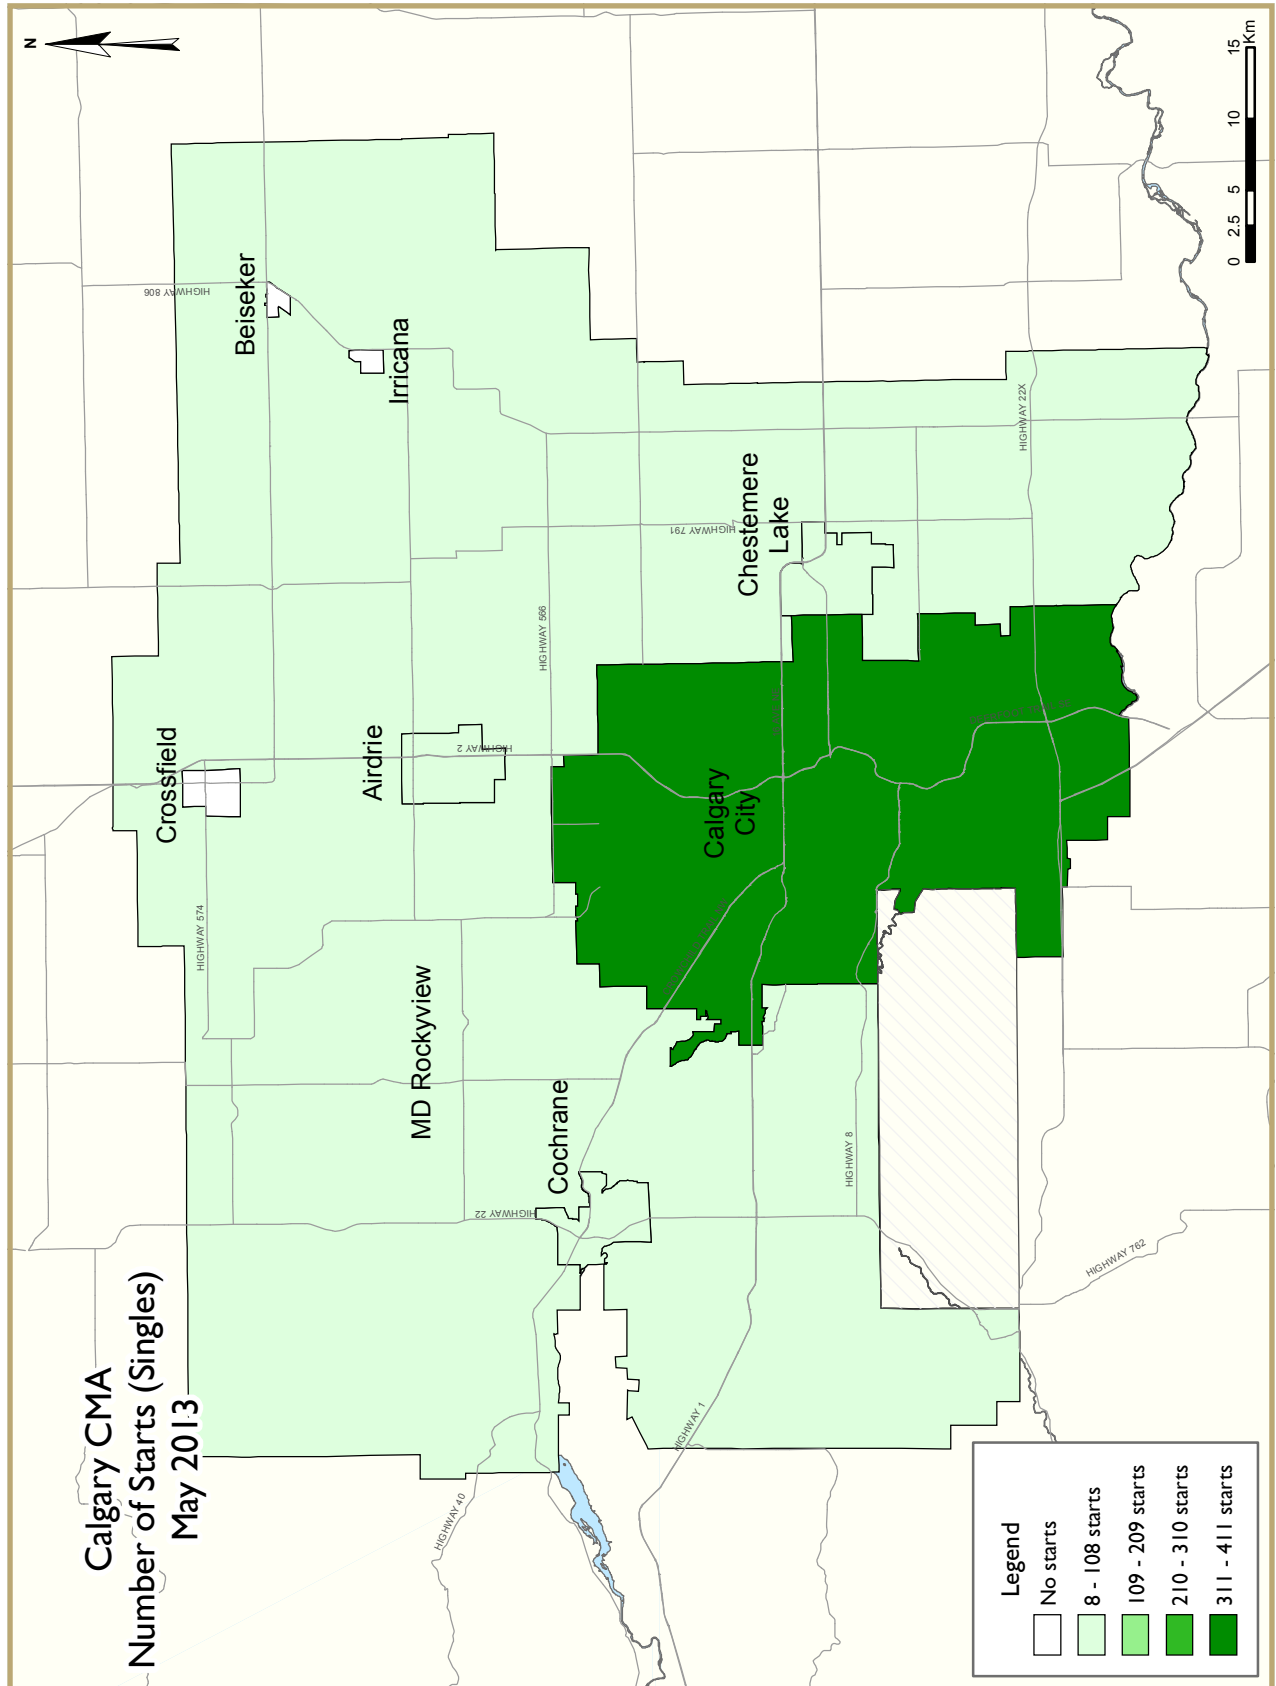 Calgary CMA
Number of Starts (Singles)
May 2013
N
Crossfield
Beiseker
Irricana
Airdrie
MD Rockyview
Cochrane
Calgary
City
Chestemere
Lake
HIGHWAY 806
HIGHWAY 574
HIGHWAY 2
HIGHWAY 566
HIGHWAY 791
HIGHWAY 22
HIGHWAY 22X
HIGHWAY 8
HIGHWAY 1
HIGHWAY 40
HIGHWAY 762
Legend
No starts
8 - 108 starts
109 - 209 starts
210 - 310 starts
311 - 411 starts
0 2.5 5 10 15
Km